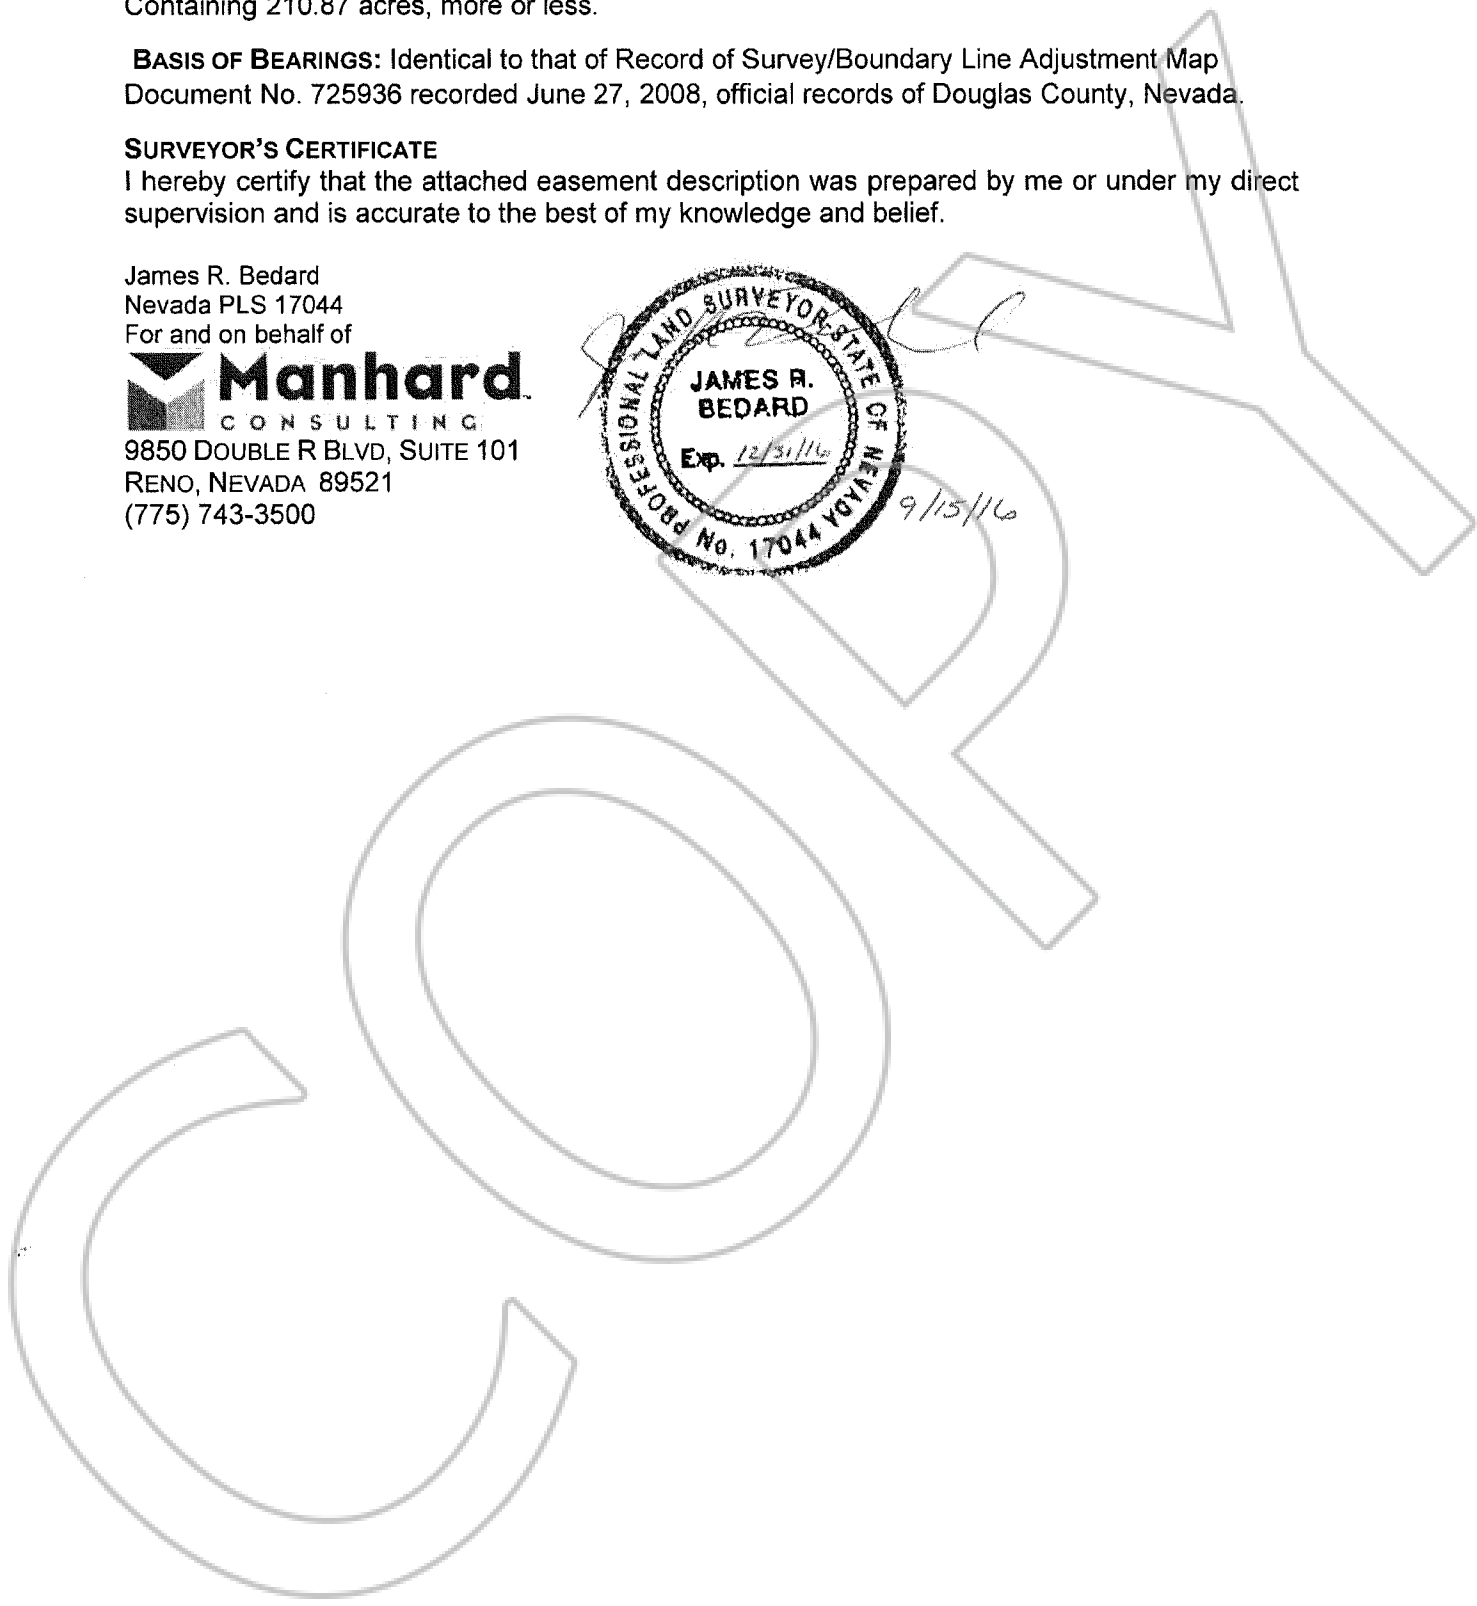 Containing 210.87 acres, more or less.
BASIS OF BEARINGS: Identical to that of Record of Survey/Boundary Line Adjustment Map
Document No. 725936 recorded June 27, 2008, official records of Douglas County, Nevada.
SURVEYOR'S CERTIFICATE
I hereby certify that the attached easement description was prepared by me or under my direct
supervision and is accurate to the best of my knowledge and belief.
James R. Bedard
Nevada PLS 17044
For and on behalf of
Manhard
CONSULTING
9850 DOUBLE R BLVD, SUITE 101
RENO, NEVADA 89521
(775) 743-3500
PROFESSIONAL LAND SURVEYOR-STATE OF NEVADA
JAMES R.
BEDARD
Exp. 12/31/16
No. 17044
9/15/16
COPY